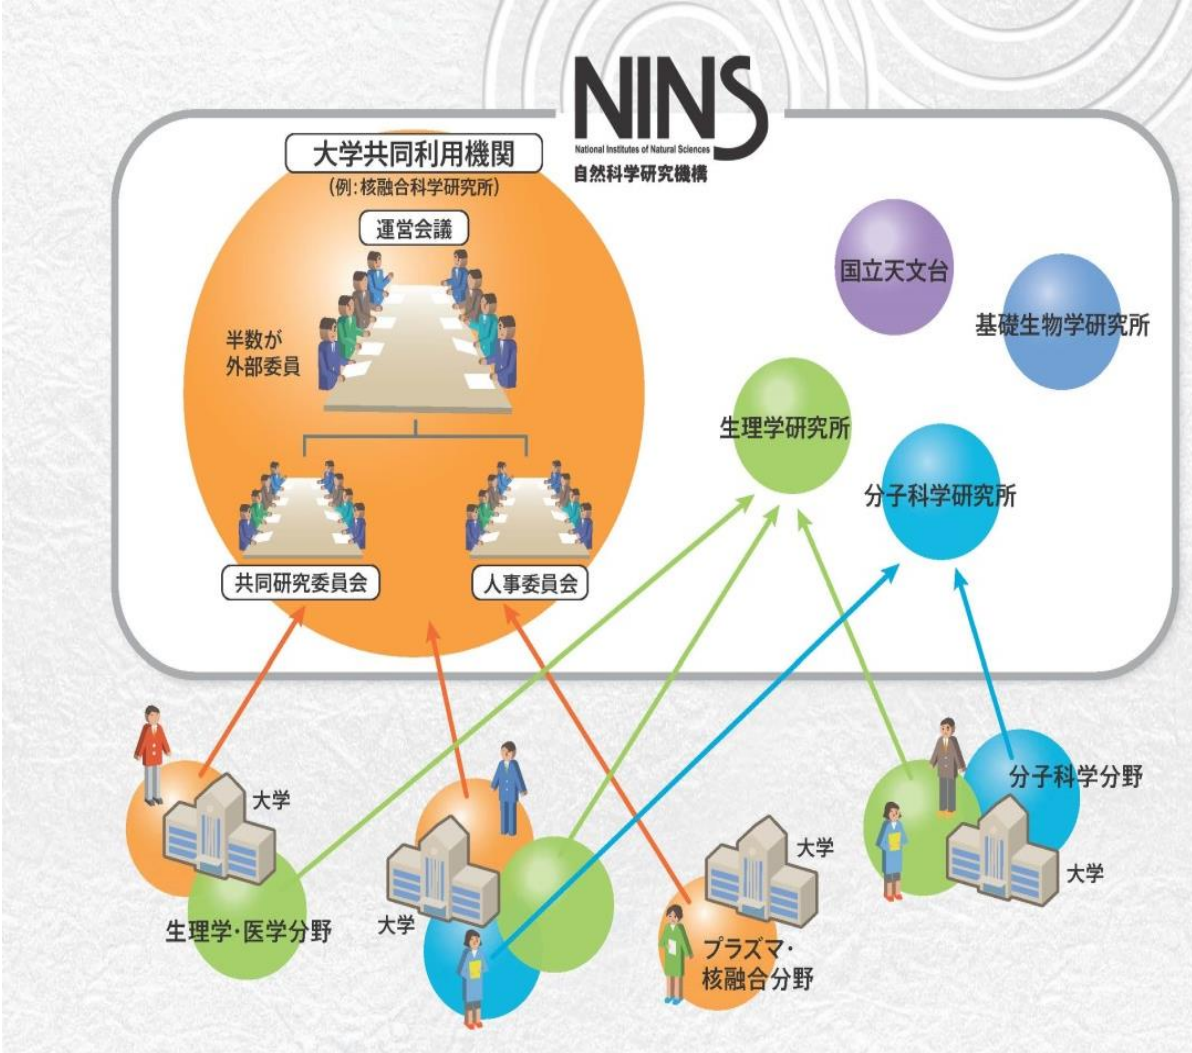 NINS
National Institutes of Natural Sciences
自然科学研究機構
大学共同利用機関
(例:核融合科学研究所)
運営会議
半数が
外部委員
共同研究委員会
人事委員会
国立天文台
基礎生物学研究所
生理学研究所
分子科学研究所
大学
生理学・医学分野
大学
大学
プラズマ・
核融合分野
分子科学分野
大学